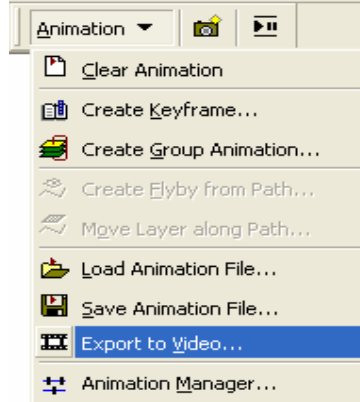 Animation
Clear Animation
Create Keyframe...
Create Group Animation...
Create Flyby from Path...
Move Layer along Path...
Load Animation File...
Save Animation File...
Export to Video...
Animation Manager...